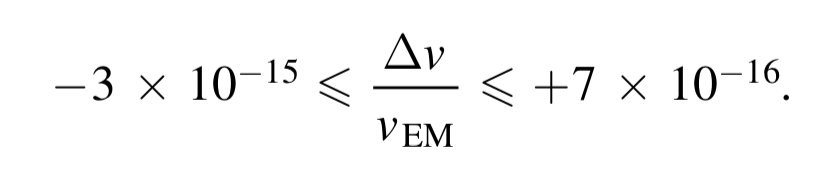 −3 × 10⁻¹⁵ ⩽ Δv / v_EM ⩽ +7 × 10⁻¹⁶.